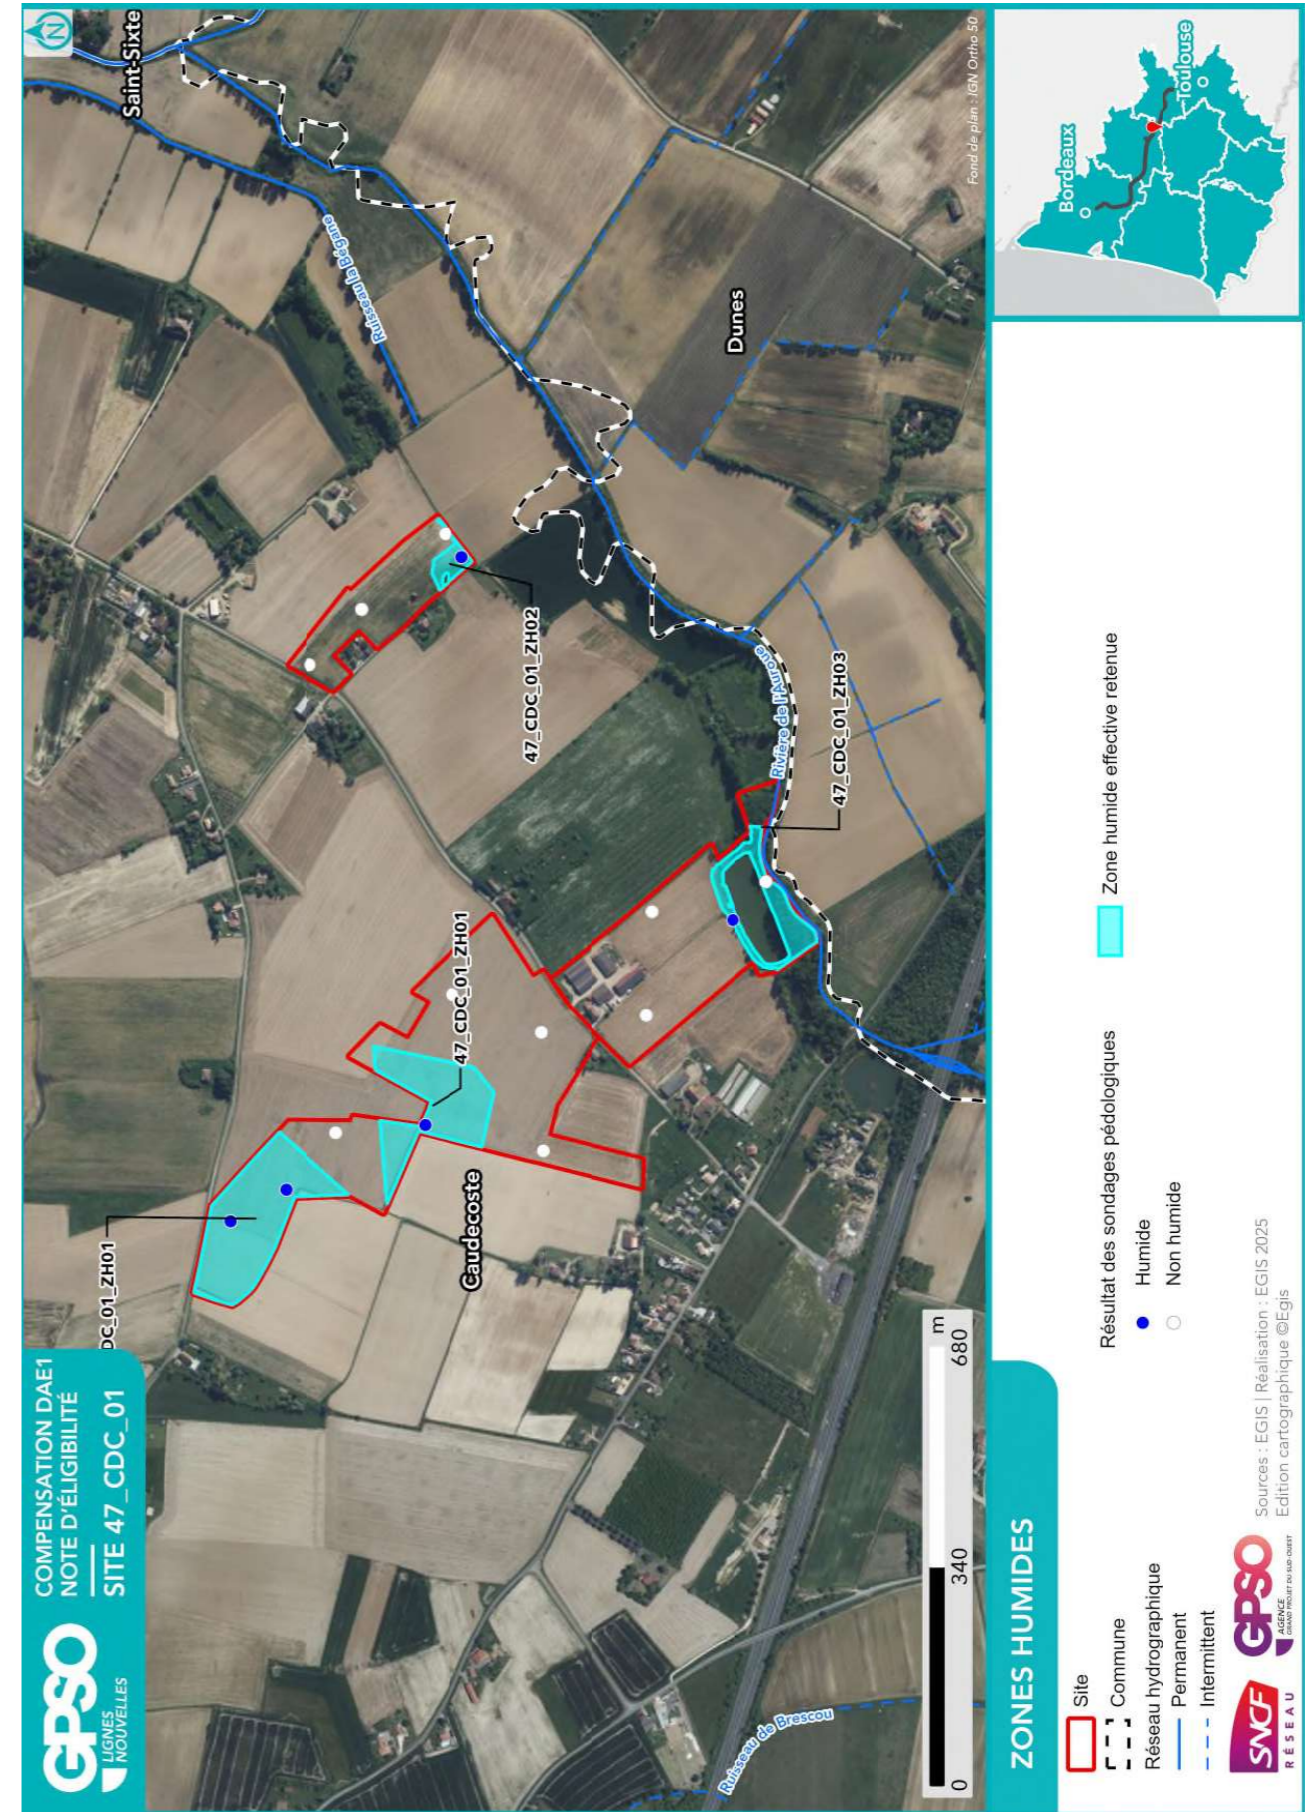 GPSO
LIGNES
NOUVELLES
COMPENSATION DAE1
NOTE D'ÉLIGIBILITÉ
SITE 47_CDC_01
N
Saint-Sixte
Ruisseau la Bégane
DC_01_ZH01
47_CDC_01_ZH01
47_CDC_01_ZH02
47_CDC_01_ZH03
Caudecoste
Dunes
Rivière de l'Auroue
Ruisseau de Brescou
0 340 680 m
Fond de plan : IGN Ortho 50
ZONES HUMIDES
Site
Commune
Réseau hydrographique
Permanent
Intermittent
Résultat des sondages pédologiques
Humide
Non humide
Zone humide effective retenue
Bordeaux
Toulouse
SNCF
RÉSEAU
GPSO
AGENCE
GRAND PROJET DU SUD-OUEST
Sources : EGIS | Réalisation : EGIS 2025
Edition cartographique ©Egis